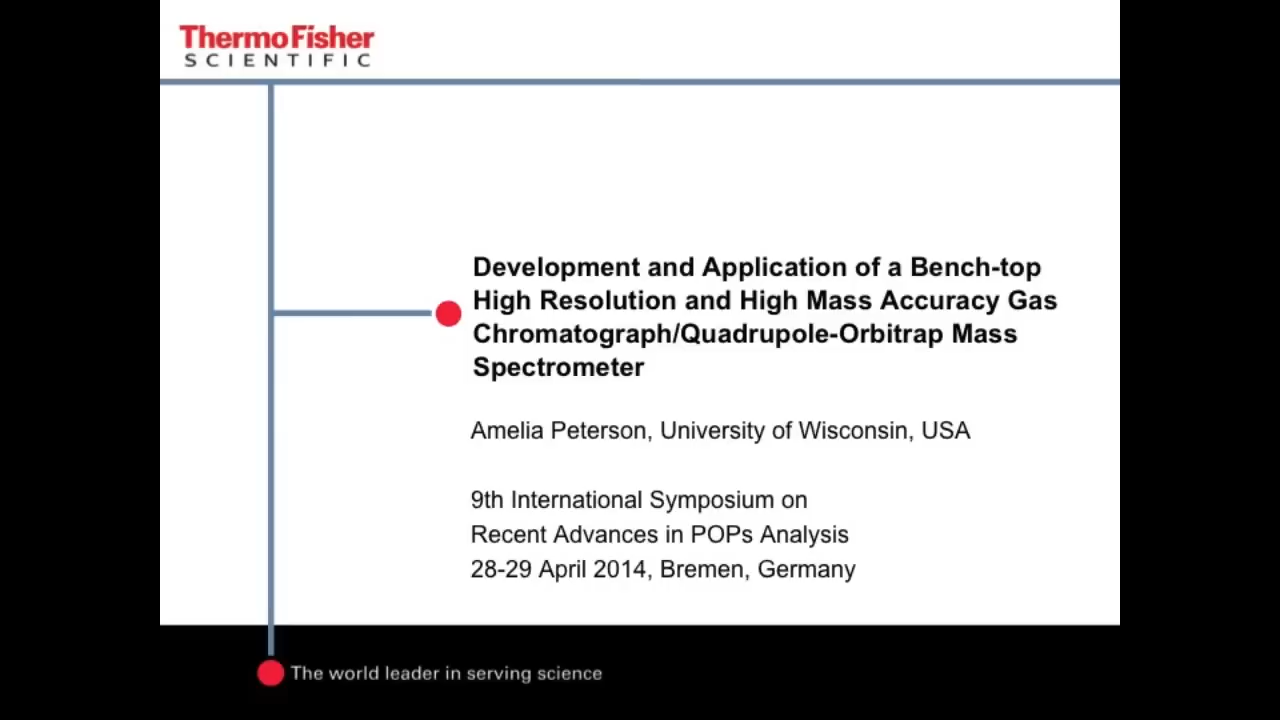 ThermoFisher
SCIENTIFIC
Development and Application of a Bench-top
High Resolution and High Mass Accuracy Gas
Chromatograph/Quadrupole-Orbitrap Mass
Spectrometer
Amelia Peterson, University of Wisconsin, USA
9th International Symposium on
Recent Advances in POPs Analysis
28-29 April 2014, Bremen, Germany
The world leader in serving science